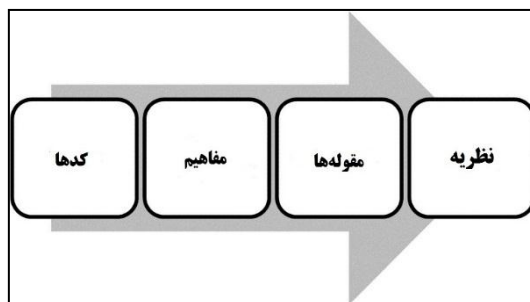 کدها
مفاهیم
مقوله‌ها
نظریه